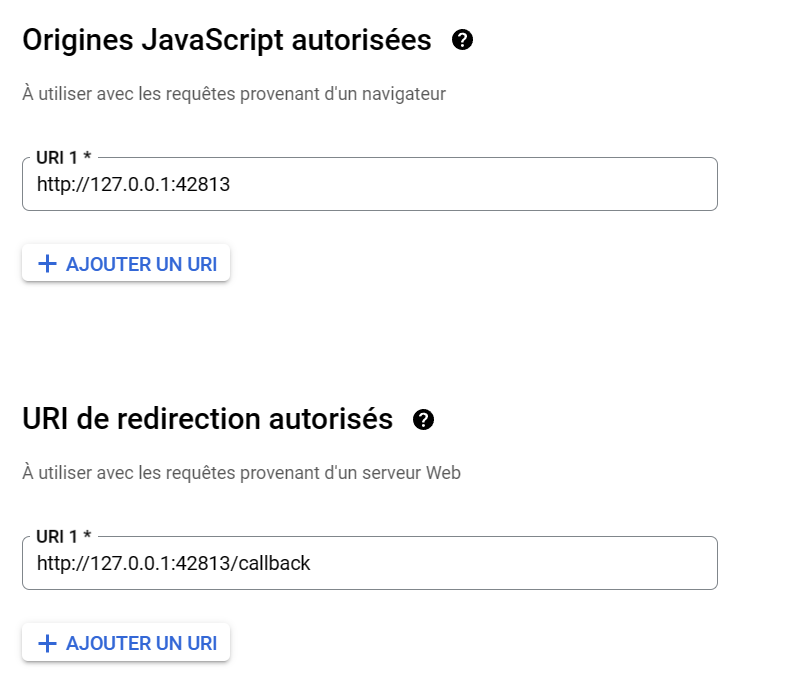 Origines JavaScript autorisées
À utiliser avec les requêtes provenant d'un navigateur
URI 1 *
http://127.0.0.1:42813
AJOUTER UN URI
URI de redirection autorisés
À utiliser avec les requêtes provenant d'un serveur Web
URI 1 *
http://127.0.0.1:42813/callback
AJOUTER UN URI